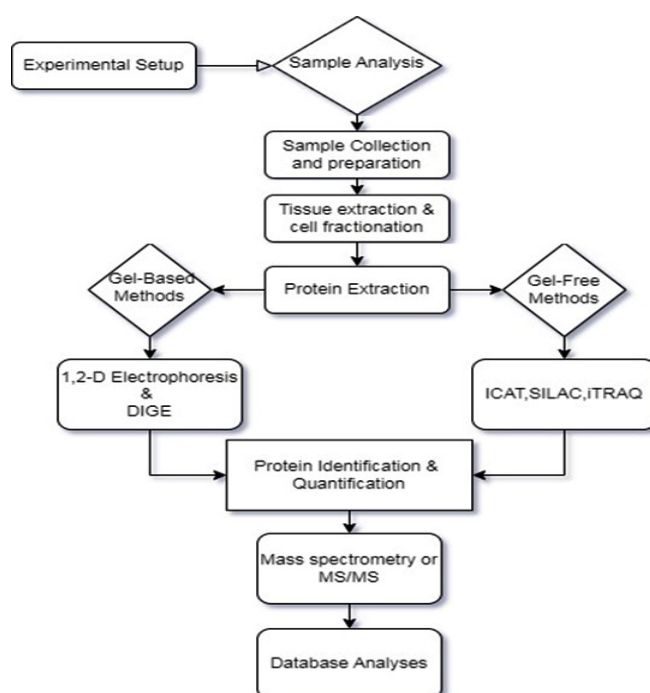 Experimental Setup
Sample Analysis
Sample Collection
and preparation
Tissue extraction &
cell fractionation
Gel-Based
Methods
Protein Extraction
Gel-Free
Methods
1,2-D Electrophoresis
&
DIGE
ICAT,SILAC,iTRAQ
Protein Identification &
Quantification
Mass spectrometry or
MS/MS
Database Analyses